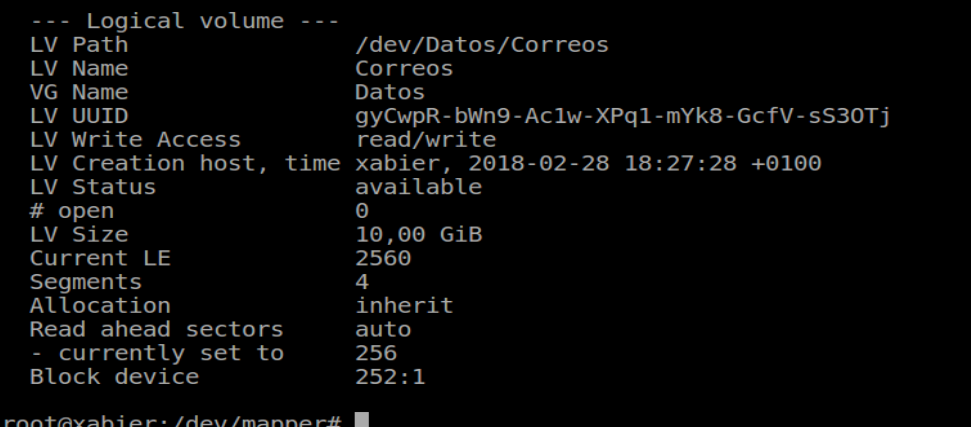 --- Logical volume ---
LV Path                /dev/Datos/Correos
LV Name                Correos
VG Name                Datos
LV UUID                gyCwpR-bWn9-Ac1w-XPq1-mYk8-GcfV-sS3OTj
LV Write Access        read/write
LV Creation host, time xabier, 2018-02-28 18:27:28 +0100
LV Status              available
# open                 0
LV Size                10,00 GiB
Current LE             2560
Segments               4
Allocation             inherit
Read ahead sectors     auto
- currently set to     256
Block device           252:1
root@xabier:/dev/mapper#